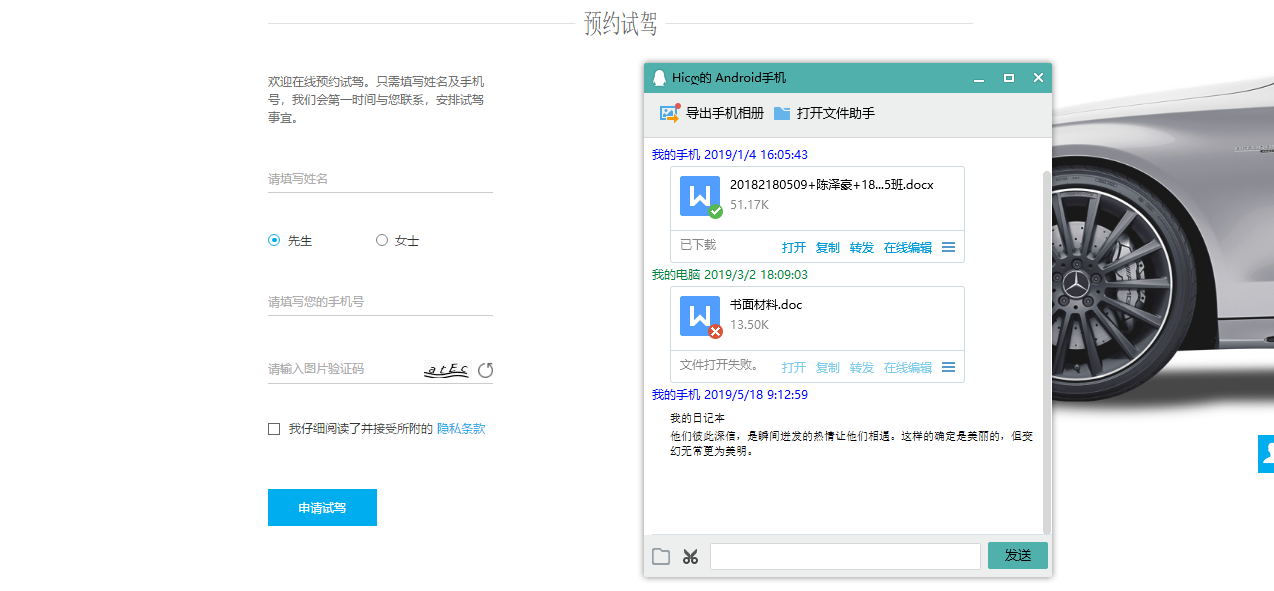 预约试驾
欢迎在线预约试驾。只需填写姓名及手机
号，我们会第一时间与您联系，安排试驾
事宜。
请填写姓名
先生 女士
请填写您的手机号
请输入图片验证码 atEc
我仔细阅读了并接受所附的 隐私条款
申请试驾
Hicღ的 Android手机
导出手机相册 打开文件助手
我的手机 2019/1/4 16:05:43
20182180509+陈泽豪+18...5班.docx
51.17K
已下载 打开 复制 转发 在线编辑
我的电脑 2019/3/2 18:09:03
书面材料.doc
13.50K
文件打开失败。 打开 复制 转发 在线编辑
我的手机 2019/5/18 9:12:59
我的日记本
他们彼此深信，是瞬间迸发的热情让他们相遇。这样的确定是美丽的，但变
幻无常更为美明。
发送